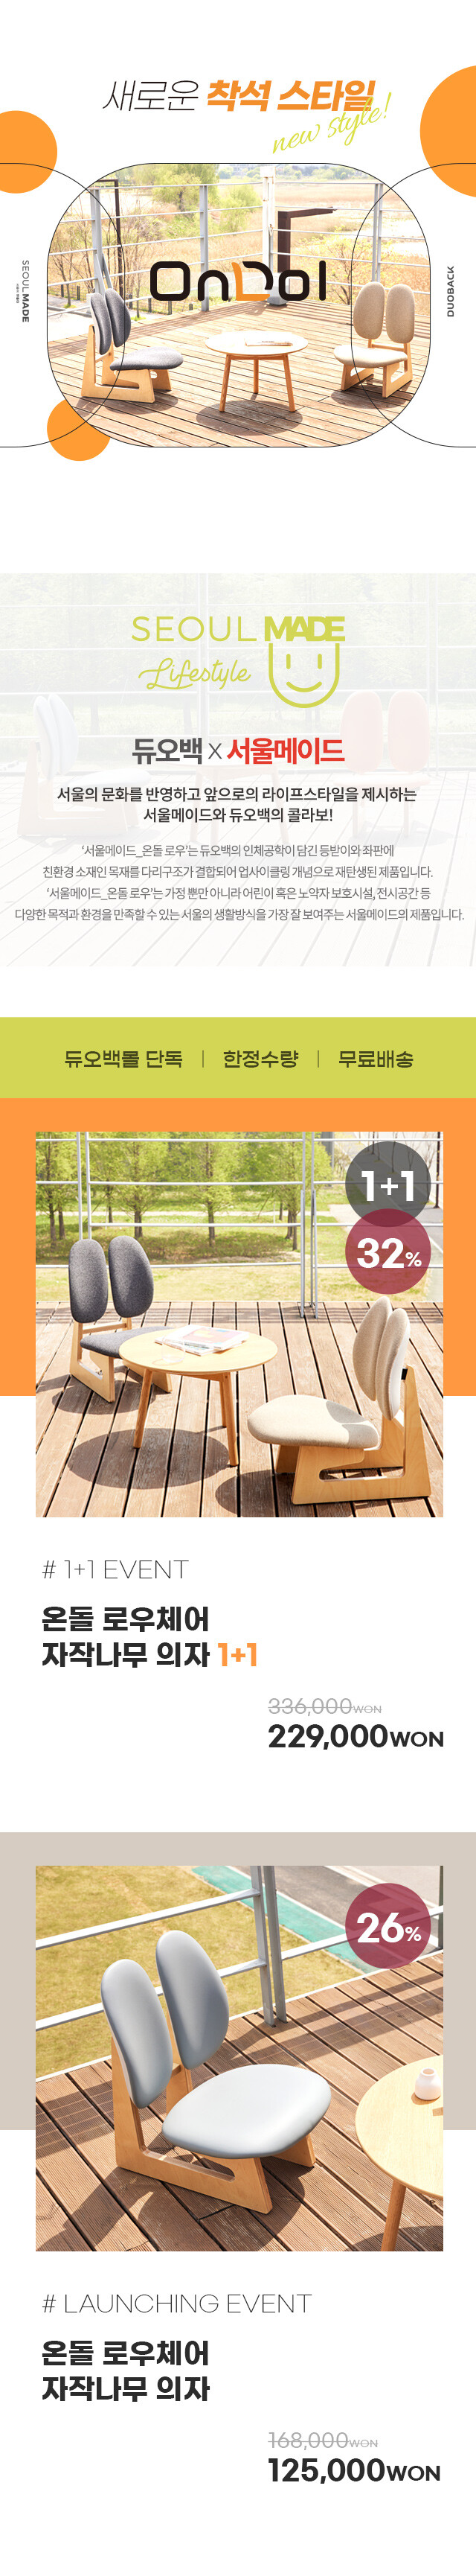 새로운 착석 스타일
new style!
OnDol
SEOUL MADE
DUOBACK
SEOUL MADE
Lifestyle
듀오백 X 서울메이드
서울의 문화를 반영하고 앞으로의 라이프스타일을 제시하는
서울메이드와 듀오백의 콜라보!
'서울메이드_온돌 로우'는 듀오백의 인체공학이 담긴 등받이와 좌판에
친환경 소재인 목재를 다리구조가 결합되어 업사이클링 개념으로 재탄생된 제품입니다.
'서울메이드_온돌 로우'는 가정 뿐만 아니라 어린이 혹은 노약자 보호시설, 전시공간 등
다양한 목적과 환경을 만족할 수 있는 서울의 생활방식을 가장 잘 보여주는 서울메이드의 제품입니다.
듀오백몰 단독 | 한정수량 | 무료배송
1+1
32%
# 1+1 EVENT
온돌 로우체어
자작나무 의자 1+1
336,000WON
229,000WON
26%
# LAUNCHING EVENT
온돌 로우체어
자작나무 의자
168,000WON
125,000WON